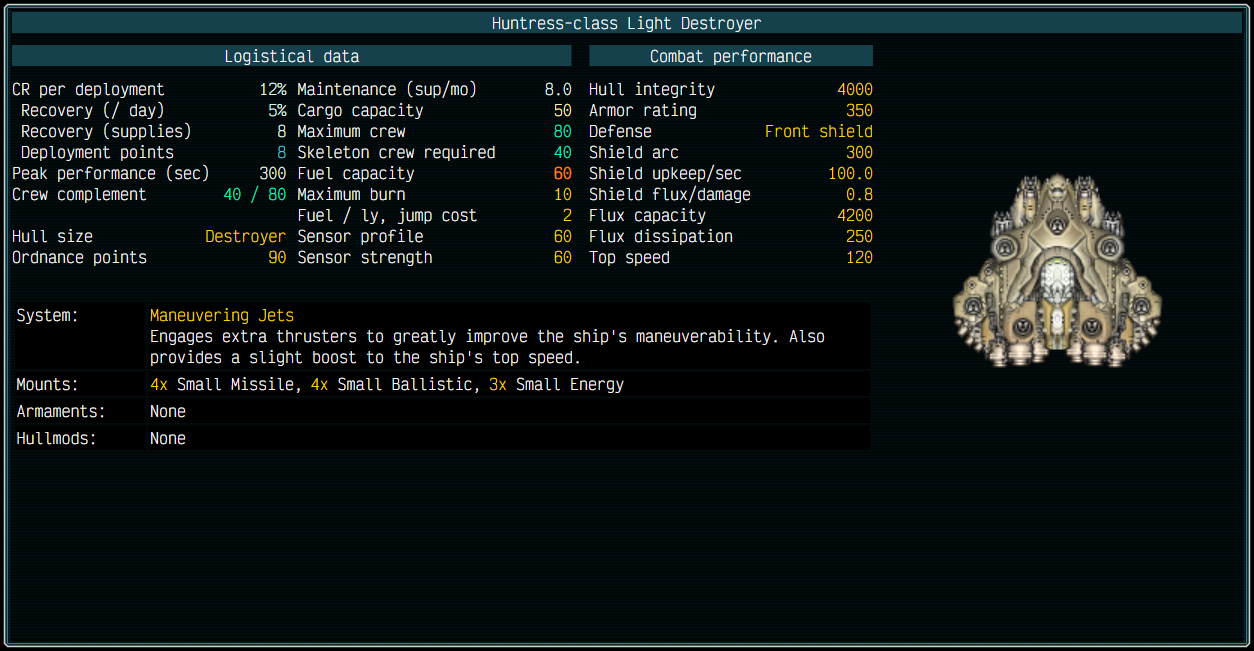 Huntress-class Light Destroyer
Logistical data
Combat performance
CR per deployment 12% Maintenance (sup/mo) 8.0 Hull integrity 4000
Recovery (/ day) 5% Cargo capacity 50 Armor rating 350
Recovery (supplies) 8 Maximum crew 80 Defense Front shield
Deployment points 8 Skeleton crew required 40 Shield arc 300
Peak performance (sec) 300 Fuel capacity 60 Shield upkeep/sec 100.0
Crew complement 40 / 80 Maximum burn 10 Shield flux/damage 0.8
Fuel / ly, jump cost 2 Flux capacity 4200
Hull size Destroyer Sensor profile 60 Flux dissipation 250
Ordnance points 90 Sensor strength 60 Top speed 120
System: Maneuvering Jets
Engages extra thrusters to greatly improve the ship's maneuverability. Also
provides a slight boost to the ship's top speed.
Mounts: 4x Small Missile, 4x Small Ballistic, 3x Small Energy
Armaments: None
Hullmods: None